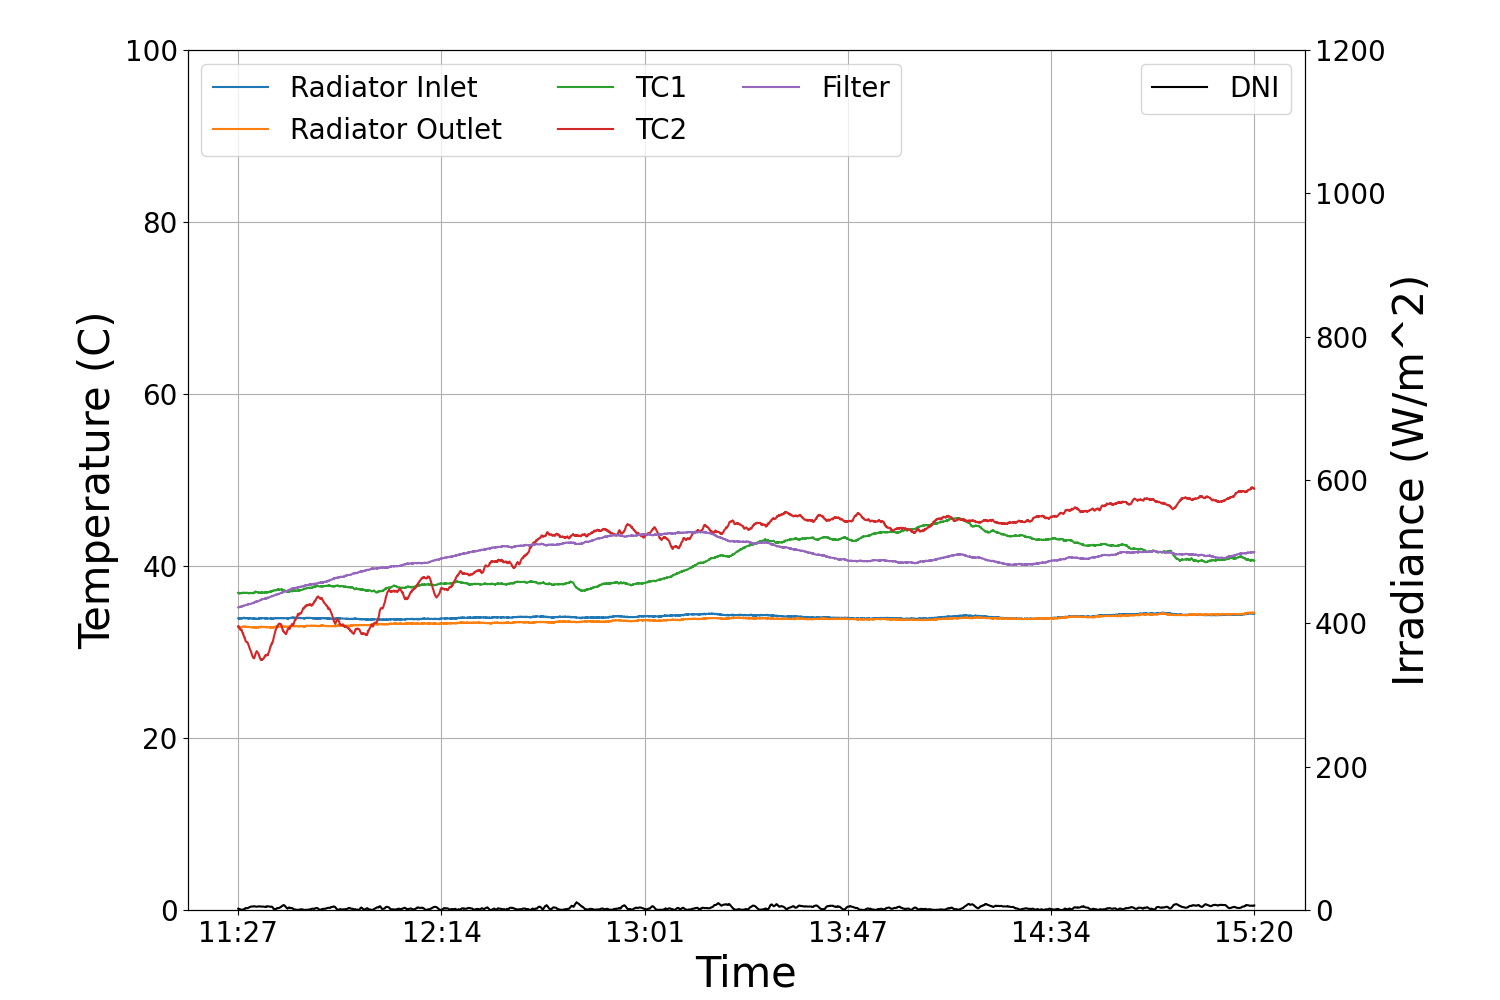 100
80
60
40
20
0
Temperature (C)
Radiator Inlet
Radiator Outlet
TC1
TC2
Filter
DNI
1200
1000
800
600
400
200
0
Irradiance (W/m^2)
11:27 12:14 13:01 13:47 14:34 15:20
Time